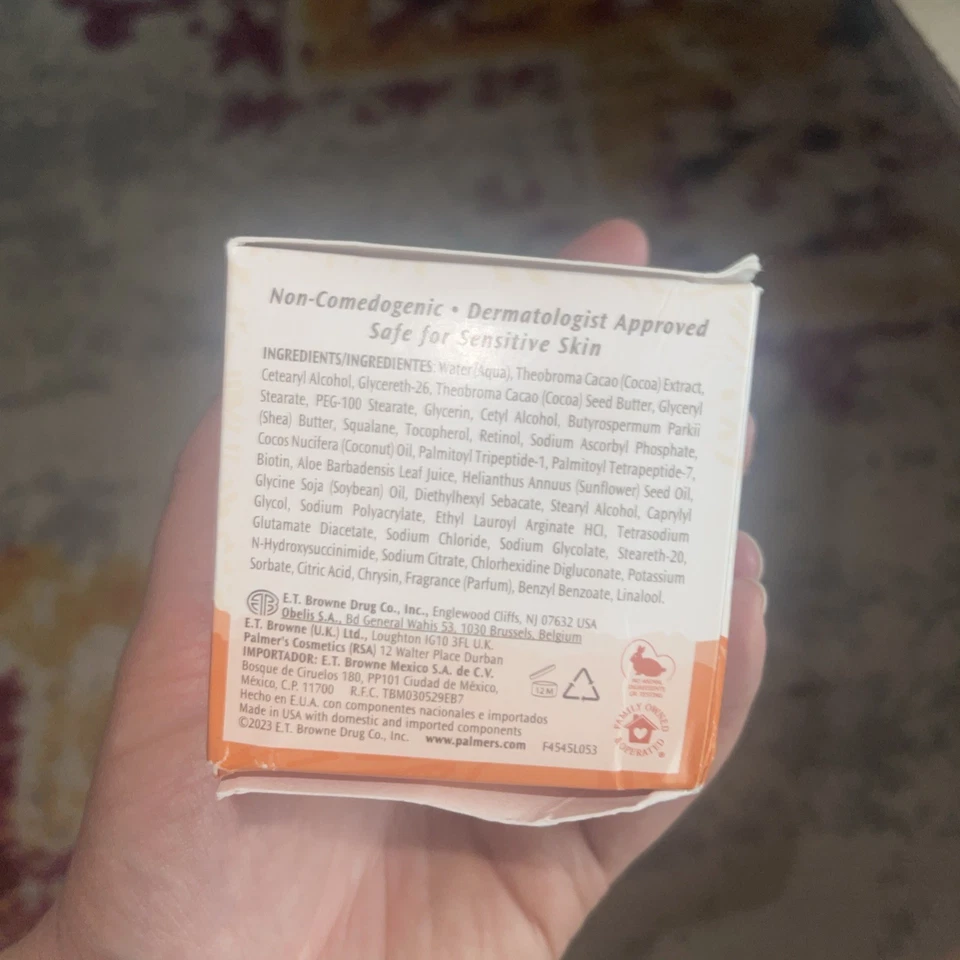 Non-Comedogenic • Dermatologist Approved
Safe for Sensitive Skin
INGREDIENTS/INGREDIENTES: Water (Aqua), Theobroma Cacao (Cocoa) Extract,
Cetearyl Alcohol, Glycereth-26, Theobroma Cacao (Cocoa) Seed Butter, Glyceryl
Stearate, PEG-100 Stearate, Glycerin, Cetyl Alcohol, Butyrospermum Parkii
(Shea) Butter, Squalane, Tocopherol, Retinol, Sodium Ascorbyl Phosphate,
Cocos Nucifera (Coconut) Oil, Palmitoyl Tripeptide-1, Palmitoyl Tetrapeptide-7,
Biotin, Aloe Barbadensis Leaf Juice, Helianthus Annuus (Sunflower) Seed Oil,
Glycine Soja (Soybean) Oil, Diethylhexyl Sebacate, Stearyl Alcohol, Caprylyl
Glycol, Sodium Polyacrylate, Ethyl Lauroyl Arginate HCl, Tetrasodium
Glutamate Diacetate, Sodium Chloride, Sodium Glycolate, Steareth-20,
N-Hydroxysuccinimide, Sodium Citrate, Chlorhexidine Digluconate, Potassium
Sorbate, Citric Acid, Chrysin, Fragrance (Parfum), Benzyl Benzoate, Linalool.
ETB E.T. Browne Drug Co., Inc., Englewood Cliffs, NJ 07632 USA
Obelis S.A., Bd General Wahis 53, 1030 Brussels, Belgium
E.T. Browne (U.K.) Ltd., Loughton IG10 3FL U.K.
Palmer's Cosmetics (RSA) 12 Walter Place Durban
IMPORTADOR: E.T. Browne Mexico S.A. de C.V.
Bosque de Ciruelos 180, PP101 Ciudad de México,
México, C.P. 11700 R.F.C. TBM030529EB7
Hecho en E.U.A. con componentes nacionales e importados
Made in USA with domestic and imported components
©2023 E.T. Browne Drug Co., Inc. www.palmers.com F4545L053
12M
NO ANIMAL
INGREDIENTS
OR TESTING
FAMILY OWNED
& OPERATED